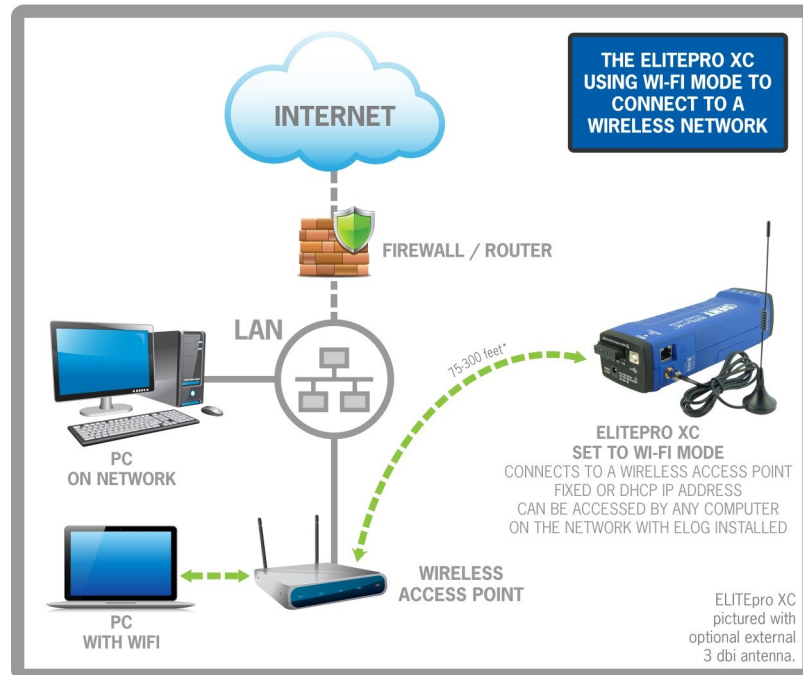 THE ELITEPRO XC
USING WI-FI MODE TO
CONNECT TO A
WIRELESS NETWORK
INTERNET
FIREWALL / ROUTER
LAN
75-300 feet*
PC
ON NETWORK
ELITEPRO XC
SET TO WI-FI MODE
CONNECTS TO A WIRELESS ACCESS POINT
FIXED OR DHCP IP ADDRESS
CAN BE ACCESSED BY ANY COMPUTER
ON THE NETWORK WITH ELOG INSTALLED
WIRELESS
ACCESS POINT
PC
WITH WIFI
ELITEpro XC
pictured with
optional external
3 dbi antenna.
DENT
ELITEpro XC